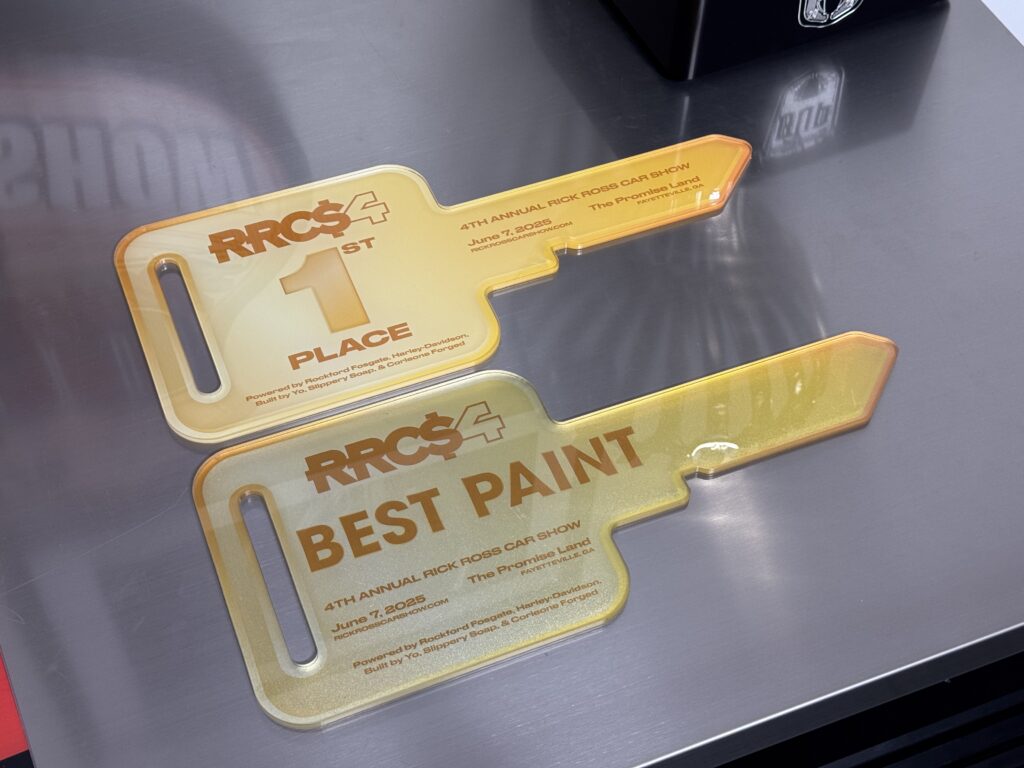 RRC$4
1ST
PLACE
Powered by Rockford Fosgate, Harley-Davidson,
Built by Yo, Slippery Soap, & Corleone Forged
4TH ANNUAL RICK ROSS CAR SHOW
June 7, 2025 The Promise Land
RICKROSSCARSHOW.COM FAYETTEVILLE, GA
RRC$4
BEST PAINT
4TH ANNUAL RICK ROSS CAR SHOW
June 7, 2025 The Promise Land
RICKROSSCARSHOW.COM FAYETTEVILLE, GA
Powered by Rockford Fosgate, Harley-Davidson,
Built by Yo, Slippery Soap, & Corleone Forged